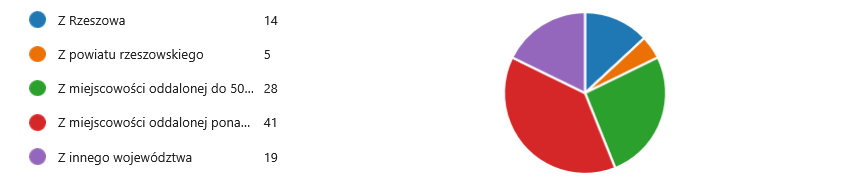 Z Rzeszowa 14
Z powiatu rzeszowskiego 5
Z miejscowości oddalonej do 50... 28
Z miejscowości oddalonej pona... 41
Z innego województwa 19